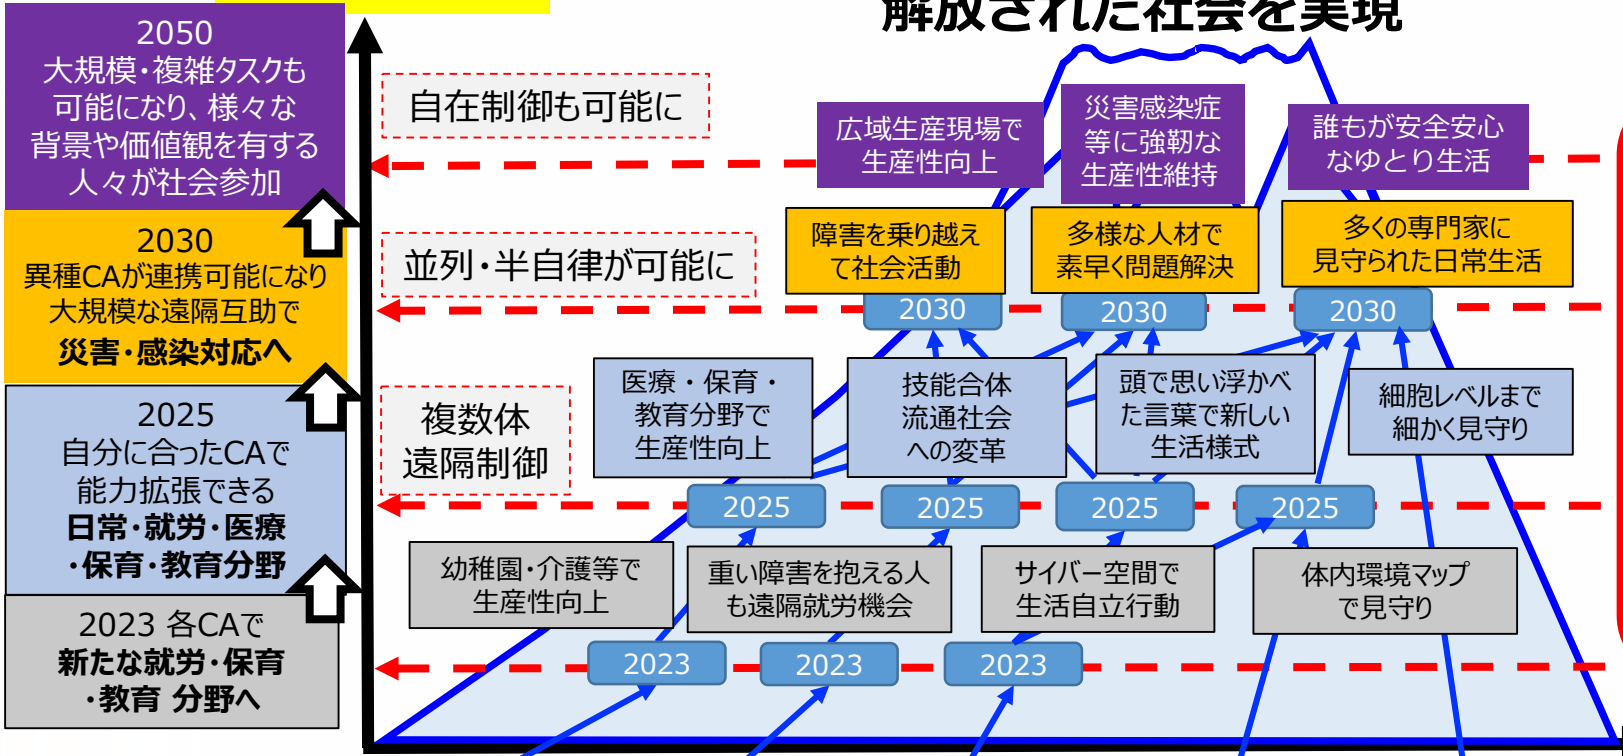 解放された社会を実現
2050
大規模・複雑タスクも
可能になり、様々な
背景や価値観を有する
人々が社会参加
2030
異種CAが連携可能になり
大規模な遠隔互助で
災害・感染対応へ
2025
自分に合ったCAで
能力拡張できる
日常・就労・医療
・保育・教育分野
2023 各CAで
新たな就労・保育
・教育 分野へ
自在制御も可能に
並列・半自律が可能に
複数体
遠隔制御
広域生産現場で
生産性向上
災害感染症
等に強靭な
生産性維持
誰もが安全安心
なゆとり生活
障害を乗り越え
て社会活動
多様な人材で
素早く問題解決
多くの専門家に
見守られた日常生活
2030
2030
2030
医療・保育・
教育分野で
生産性向上
技能合体
流通社会
への変革
頭で思い浮かべ
た言葉で新しい
生活様式
細胞レベルまで
細かく見守り
2025
2025
2025
2025
幼稚園・介護等で
生産性向上
重い障害を抱える人
も遠隔就労機会
サイバー空間で
生活自立行動
体内環境マップ
で見守り
2023
2023
2023